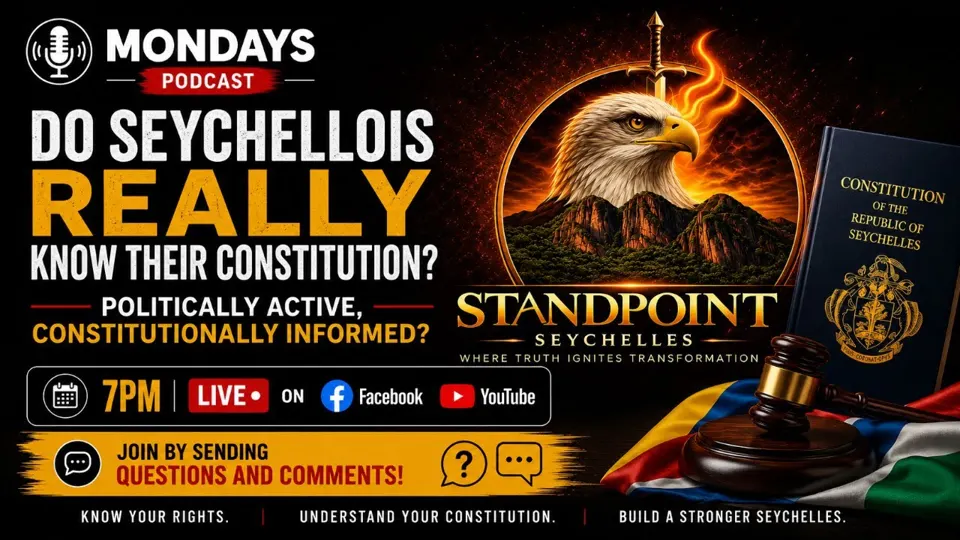 MONDAYS
PODCAST
DO SEYCHELLOIS
REALLY
KNOW THEIR CONSTITUTION?
POLITICALLY ACTIVE,
CONSTITUTIONALLY INFORMED?
7PM | LIVE • ON Facebook YouTube
JOIN BY SENDING
QUESTIONS AND COMMENTS!
STANDPOINT
SEYCHELLES
WHERE TRUTH IGNITES TRANSFORMATION
CONSTITUTION
OF THE
REPUBLIC OF
SEYCHELLES
KNOW YOUR RIGHTS. | UNDERSTAND YOUR CONSTITUTION. | BUILD A STRONGER SEYCHELLES.